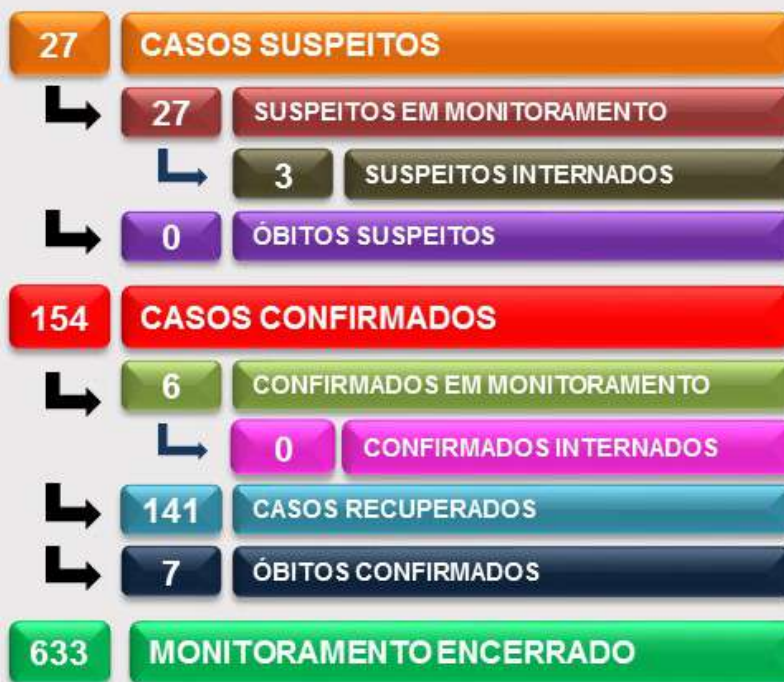 27 CASOS SUSPEITOS
27 SUSPEITOS EM MONITORAMENTO
3 SUSPEITOS INTERNADOS
0 ÓBITOS SUSPEITOS
154 CASOS CONFIRMADOS
6 CONFIRMADOS EM MONITORAMENTO
0 CONFIRMADOS INTERNADOS
141 CASOS RECUPERADOS
7 ÓBITOS CONFIRMADOS
633 MONITORAMENTO ENCERRADO